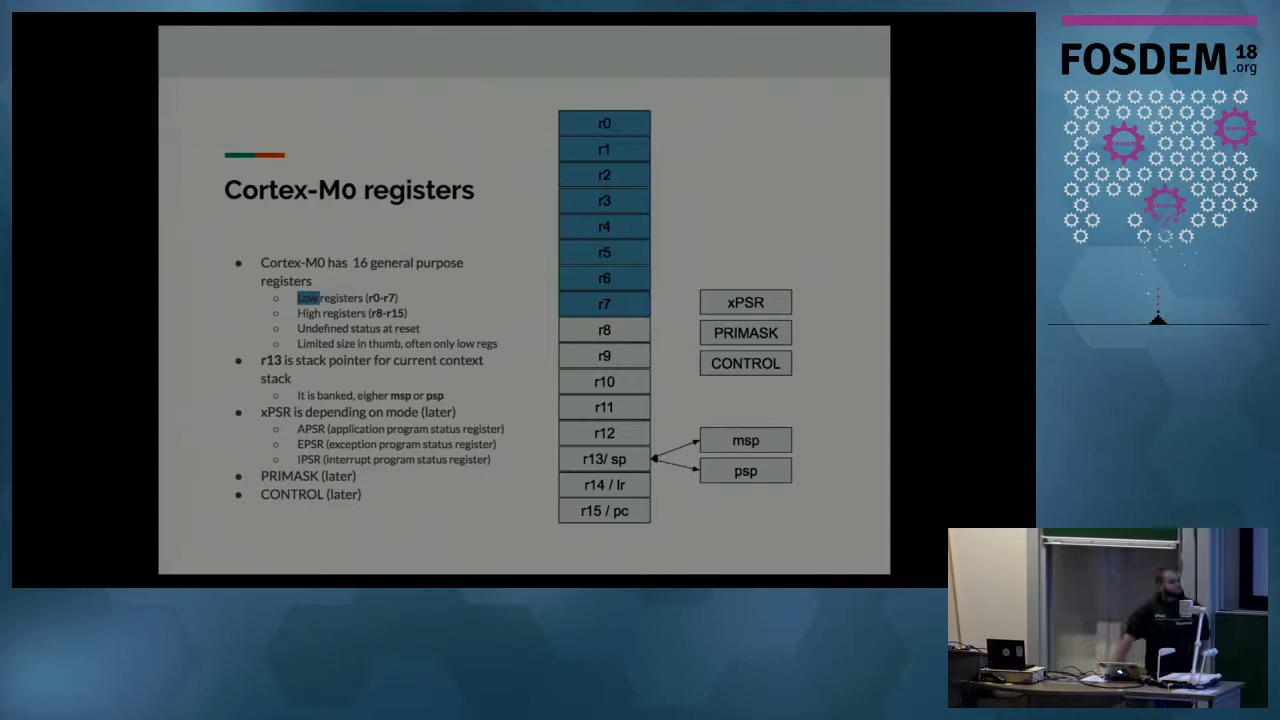 FOSDEM 18
.org
Cortex-M0 registers
Cortex-M0 has 16 general purpose
registers
Low registers (r0-r7)
High registers (r8-r15)
Undefined status at reset
Limited size in thumb, often only low regs
r13 is stack pointer for current context
stack
It is banked, eigher msp or psp
xPSR is depending on mode (later)
APSR (application program status register)
EPSR (exception program status register)
IPSR (interrupt program status register)
PRIMASK (later)
CONTROL (later)
r0
r1
r2
r3
r4
r5
r6
r7
r8
r9
r10
r11
r12
r13/ sp
r14 / lr
r15 / pc
xPSR
PRIMASK
CONTROL
msp
psp